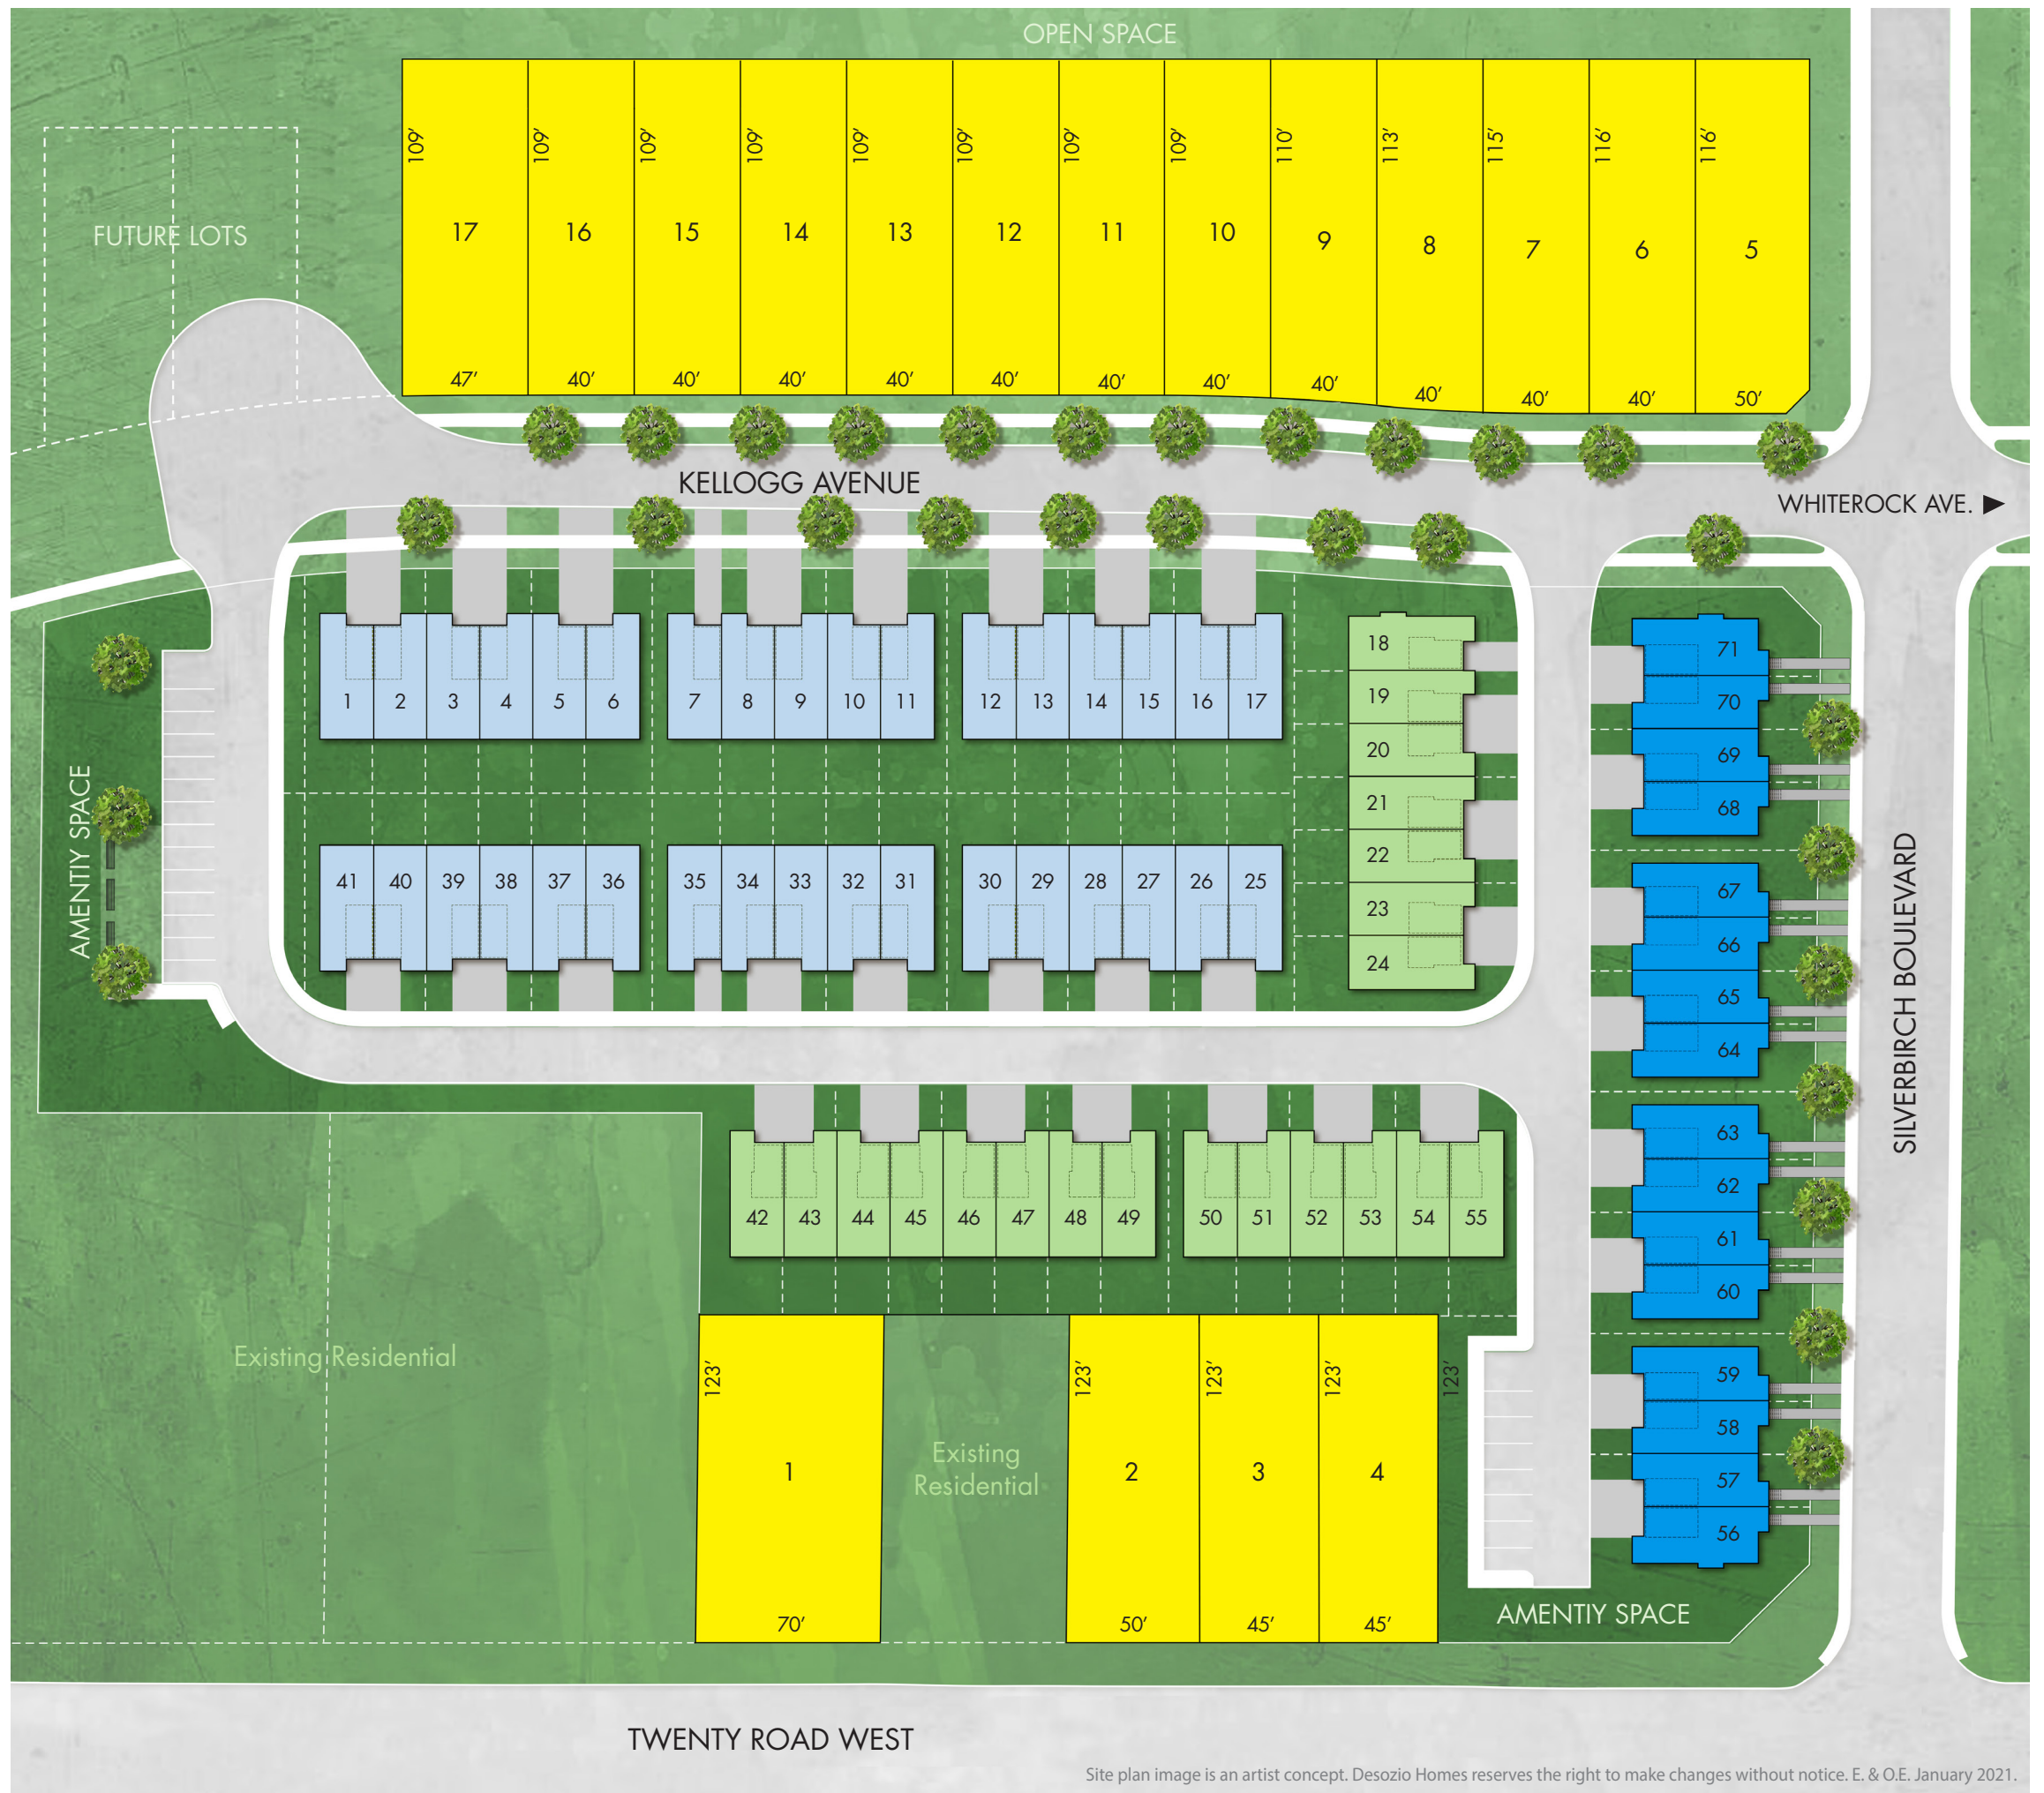 OPEN SPACE
109' 109' 109' 109' 109' 109' 109' 109' 110' 113' 115' 116' 116'
FUTURE LOTS
17 16 15 14 13 12 11 10 9 8 7 6 5
47' 40' 40' 40' 40' 40' 40' 40' 40' 40' 40' 40' 50'
KELLOGG AVENUE
WHITEROCK AVE.
1 2 3 4 5 6 7 8 9 10 11 12 13 14 15 16 17
18
19
20
21
22
23
24
71
70
69
68
67
66
65
64
63
62
61
60
59
58
57
56
AMENTIY SPACE
41 40 39 38 37 36 35 34 33 32 31 30 29 28 27 26 25
SILVERBIRCH BOULEVARD
42 43 44 45 46 47 48 49 50 51 52 53 54 55
Existing Residential
123' 123' 123' 123' 123'
Existing
Residential
1 2 3 4
70' 50' 45' 45'
AMENTIY SPACE
TWENTY ROAD WEST
Site plan image is an artist concept. Desozio Homes reserves the right to make changes without notice. E. & O.E. January 2021.